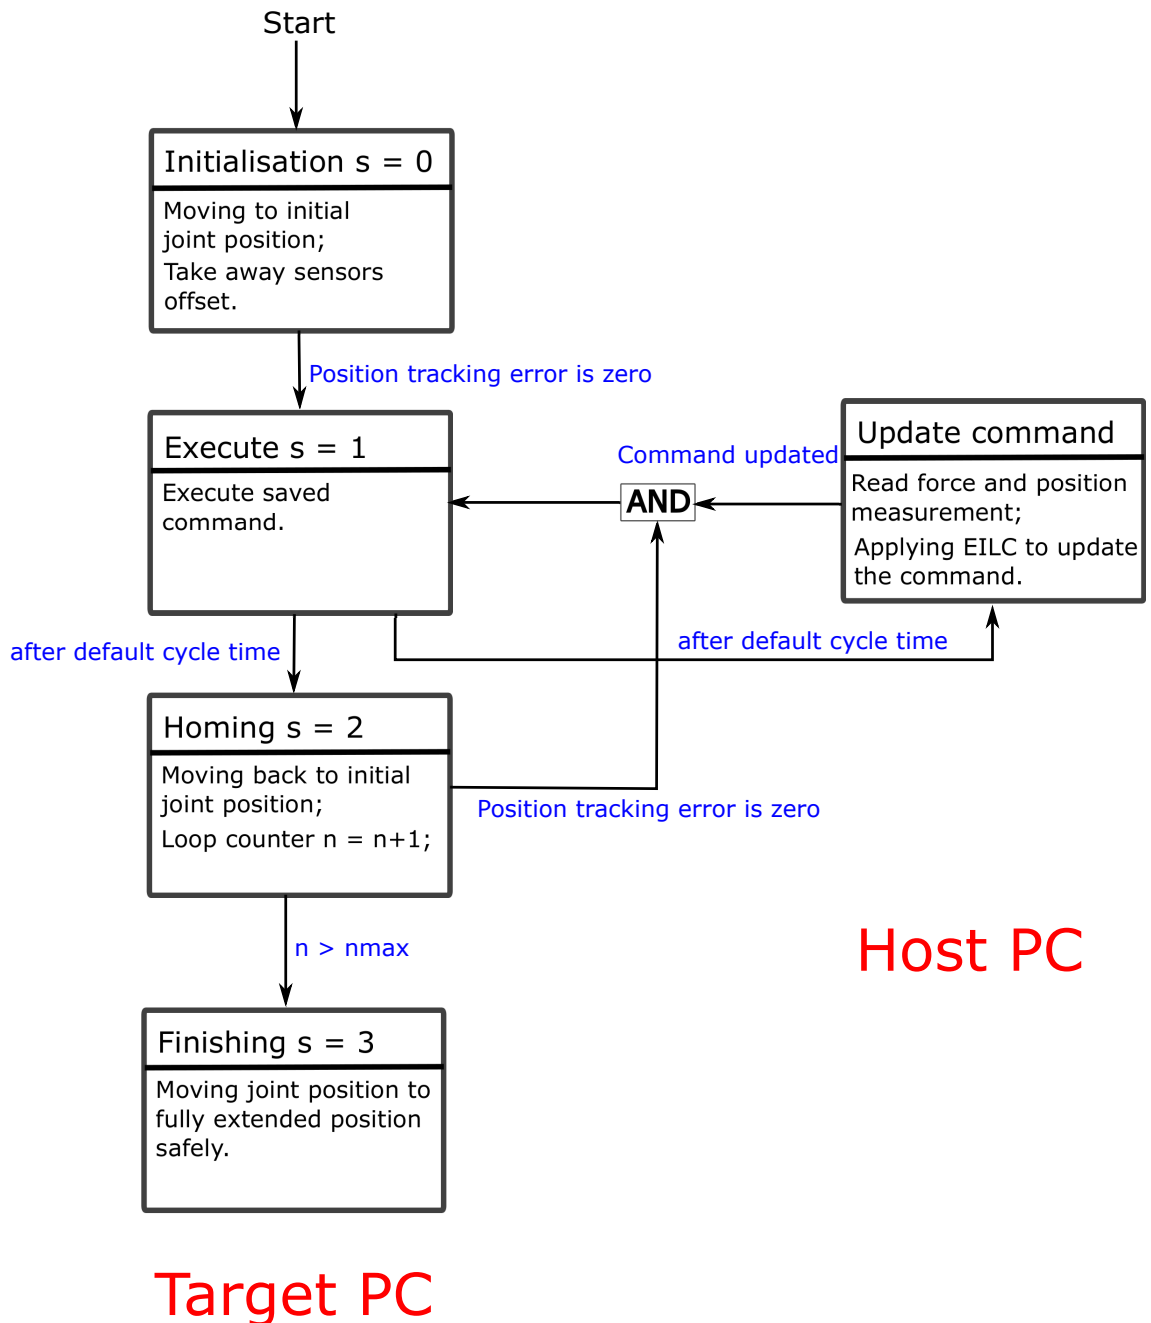 Start
Initialisation s = 0
Moving to initial
joint position;
Take away sensors
offset.
Position tracking error is zero
Execute s = 1
Execute saved
command.
Command updated
AND
Update command
Read force and position
measurement;
Applying EILC to update
the command.
after default cycle time
after default cycle time
Homing s = 2
Moving back to initial
joint position;
Loop counter n = n+1;
Position tracking error is zero
n > nmax
Host PC
Finishing s = 3
Moving joint position to
fully extended position
safely.
Target PC